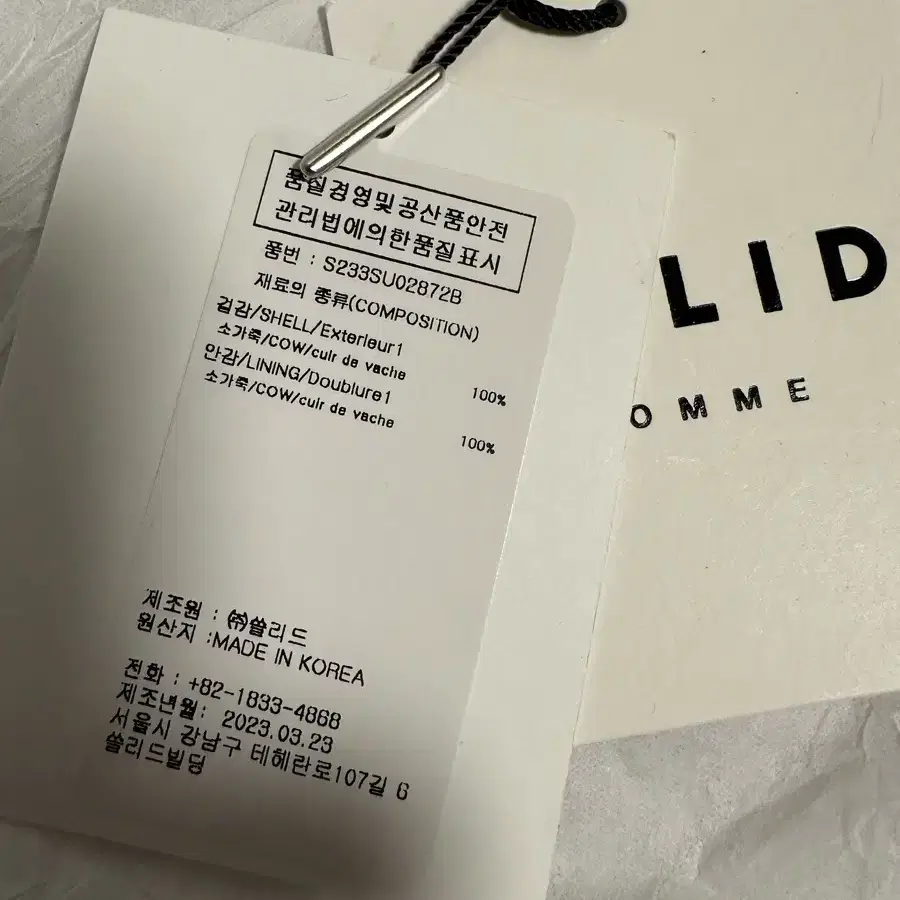 품질경영및공산품안전
관리법에의한품질표시
품번 : S233SU02872B
재료의 종류(COMPOSITION)
겉감/SHELL/Exterieur1
소가죽/COW/cuir de vache 100%
안감/LINING/Doublure1
소가죽/COW/cuir de vache 100%
제조원 : ㈜쏠리드
원산지 :MADE IN KOREA
전화 : +82-1833-4868
제조년월: 2023.03.23
서울시 강남구 테헤란로107길 6
쏠리드빌딩
LID
OMME